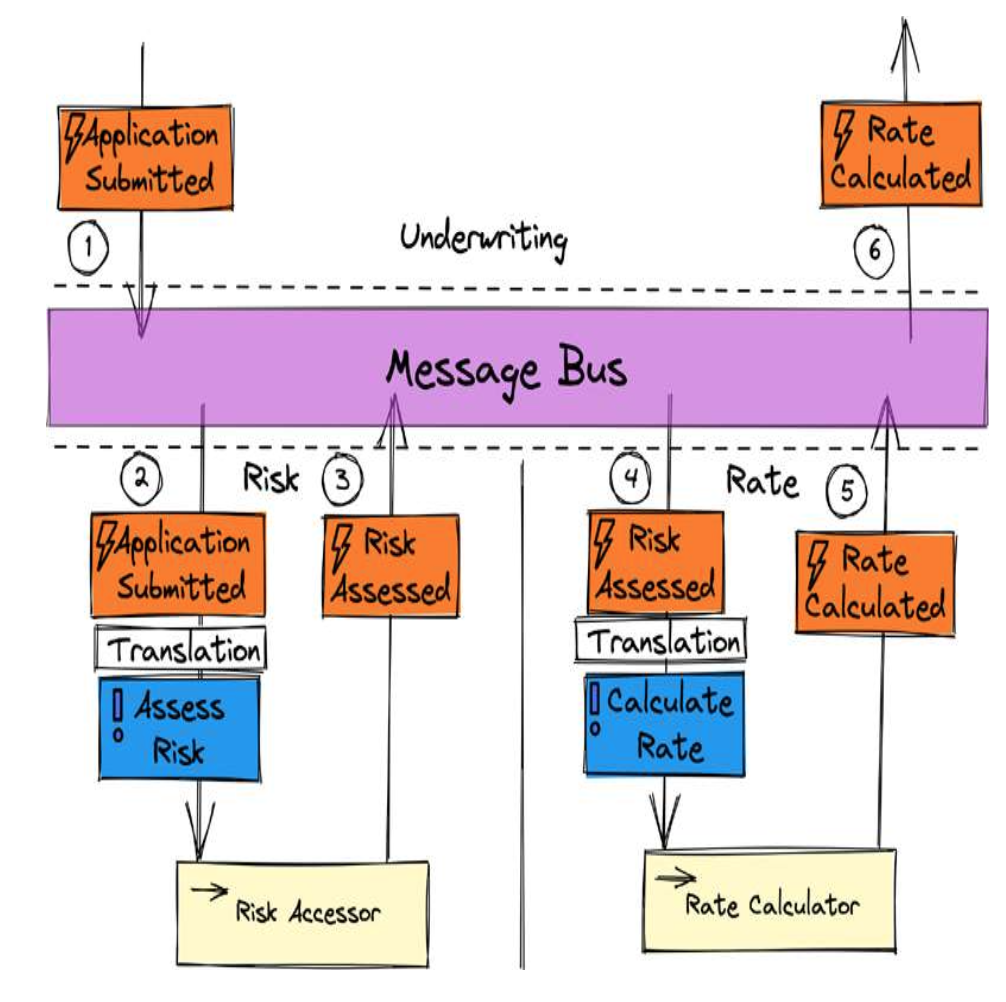 Application
Submitted
1
Rate
Calculated
6
Underwriting
Message Bus
2
Risk
3
4
Rate
5
Application
Submitted
Translation
Assess
Risk
Risk
Assessed
Risk
Assessed
Translation
Calculate
Rate
Rate
Calculated
Risk Accessor
Rate Calculator